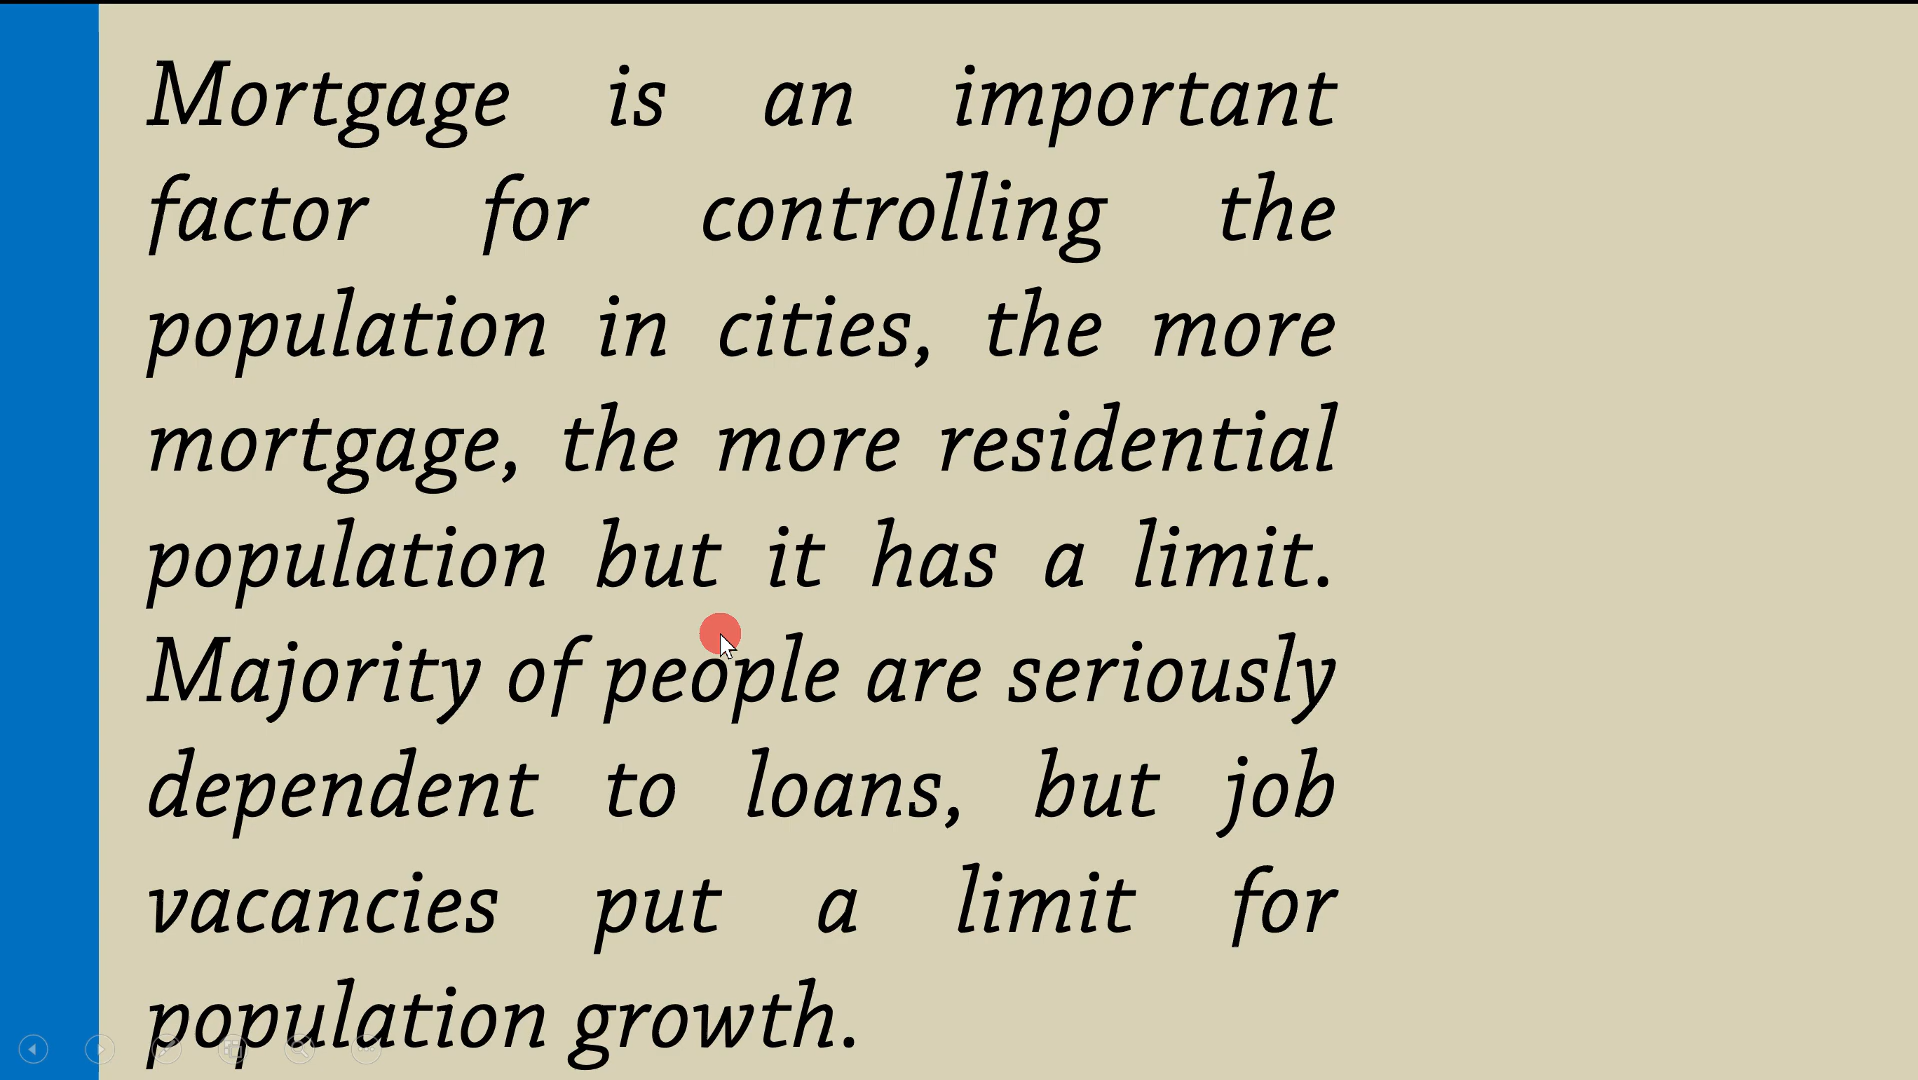 Mortgage is an important
factor for controlling the
population in cities, the more
mortgage, the more residential
population but it has a limit.
Majority of people are seriously
dependent to loans, but job
vacancies put a limit for
population growth.